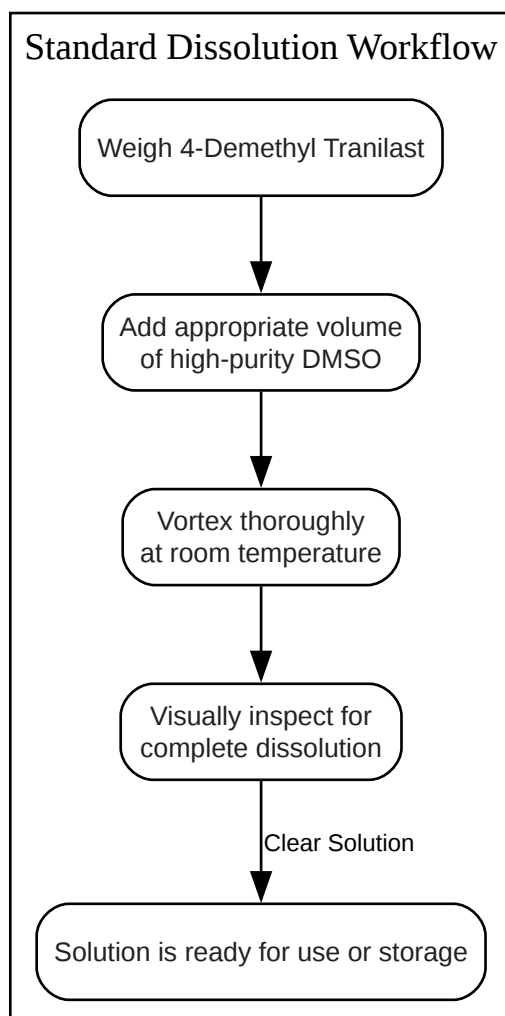 Standard Dissolution Workflow
Weigh 4-Demethyl Tranilast
Add appropriate volume
of high-purity DMSO
Vortex thoroughly
at room temperature
Visually inspect for
complete dissolution
Clear Solution
Solution is ready for use or storage